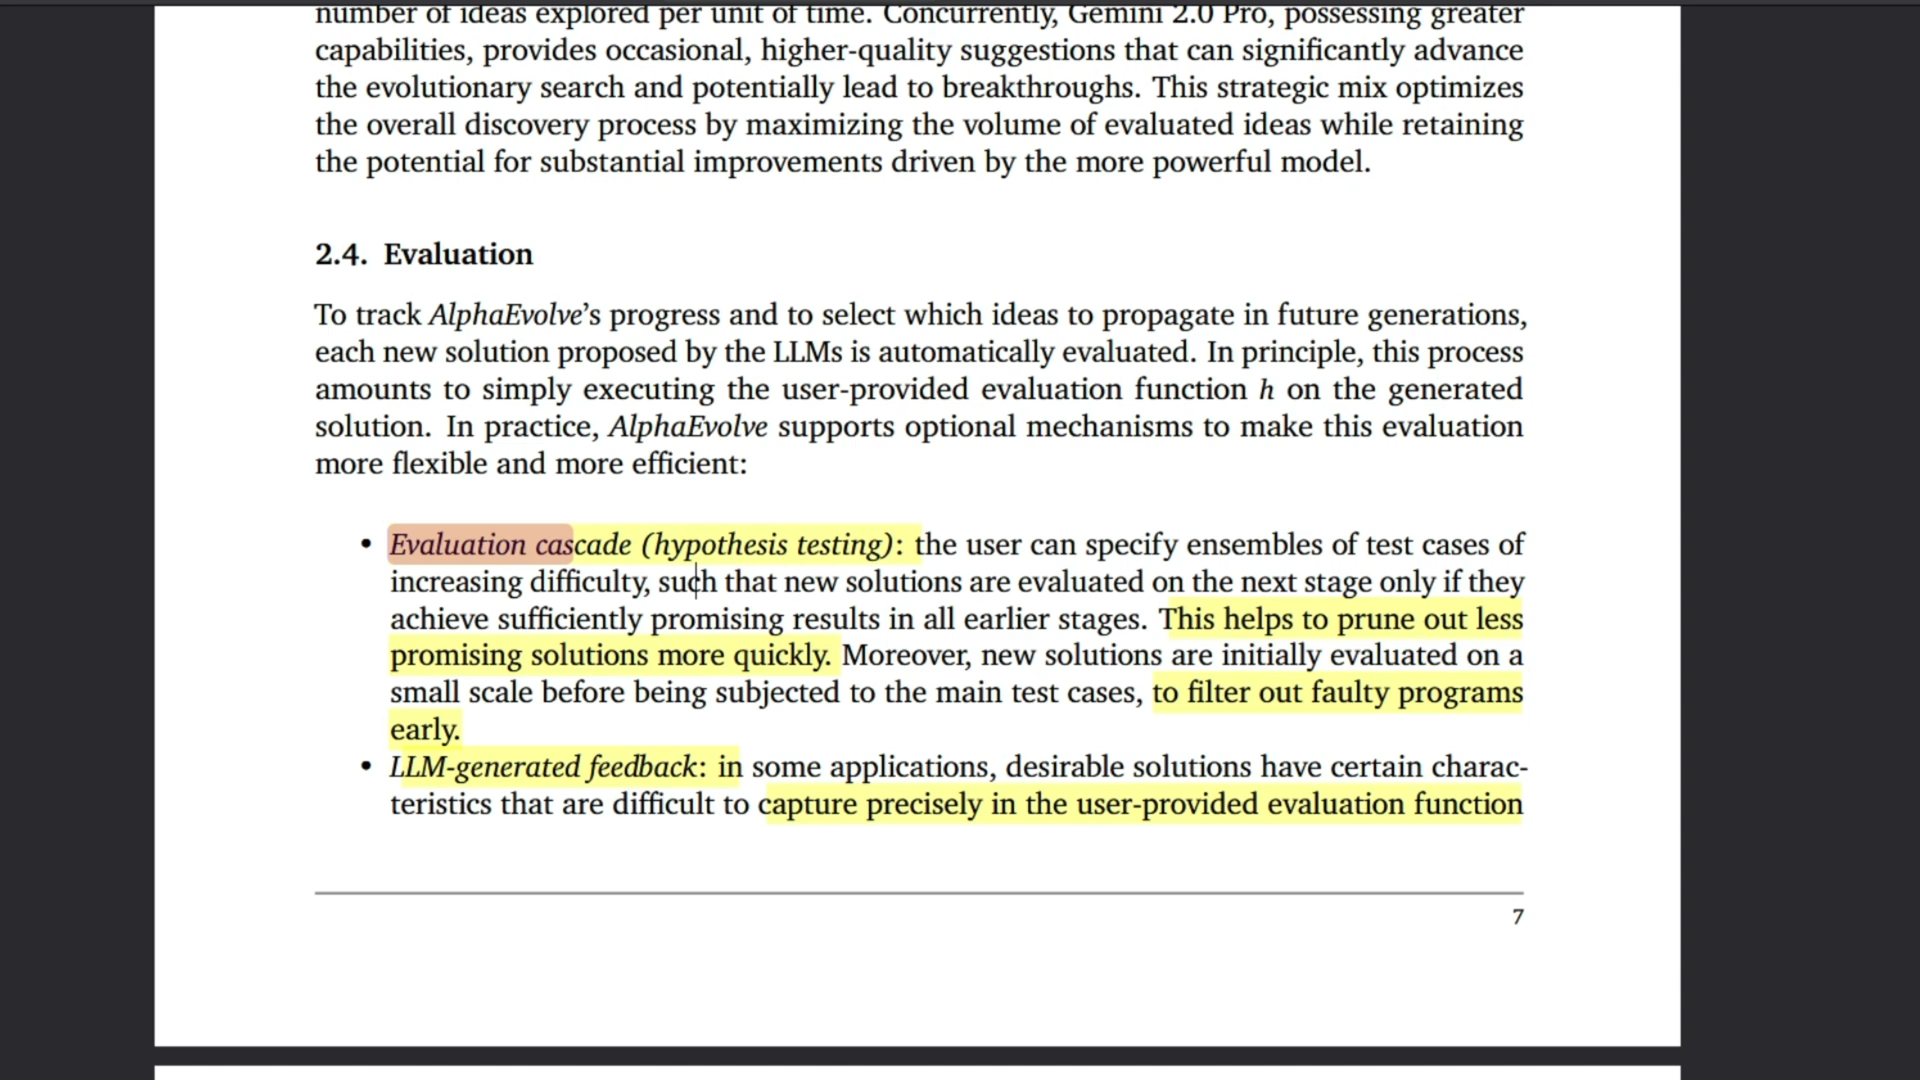 number of ideas explored per unit of time. Concurrently, Gemini 2.0 Pro, possessing greater
capabilities, provides occasional, higher-quality suggestions that can significantly advance
the evolutionary search and potentially lead to breakthroughs. This strategic mix optimizes
the overall discovery process by maximizing the volume of evaluated ideas while retaining
the potential for substantial improvements driven by the more powerful model.
2.4. Evaluation
To track AlphaEvolve’s progress and to select which ideas to propagate in future generations,
each new solution proposed by the LLMs is automatically evaluated. In principle, this process
amounts to simply executing the user-provided evaluation function h on the generated
solution. In practice, AlphaEvolve supports optional mechanisms to make this evaluation
more flexible and more efficient:
• Evaluation cascade (hypothesis testing): the user can specify ensembles of test cases of
increasing difficulty, such that new solutions are evaluated on the next stage only if they
achieve sufficiently promising results in all earlier stages. This helps to prune out less
promising solutions more quickly. Moreover, new solutions are initially evaluated on a
small scale before being subjected to the main test cases, to filter out faulty programs
early.
• LLM-generated feedback: in some applications, desirable solutions have certain charac-
teristics that are difficult to capture precisely in the user-provided evaluation function
7